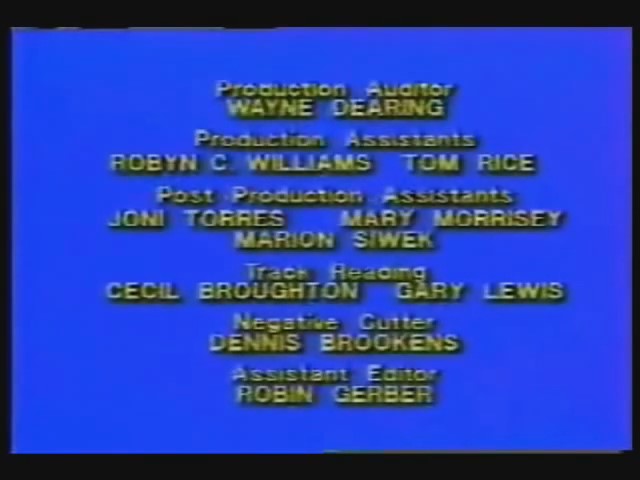 Production Auditor
WAYNE DEARING
Production Assistants
ROBYN C. WILLIAMS TOM RICE
Post Production Assistants
JONI TORRES MARY MORRISEY
MARION SIWEK
Track Reading
CECIL BROUGHTON GARY LEWIS
Negative Cutter
DENNIS BROOKENS
Assistant Editor
ROBIN GERBER